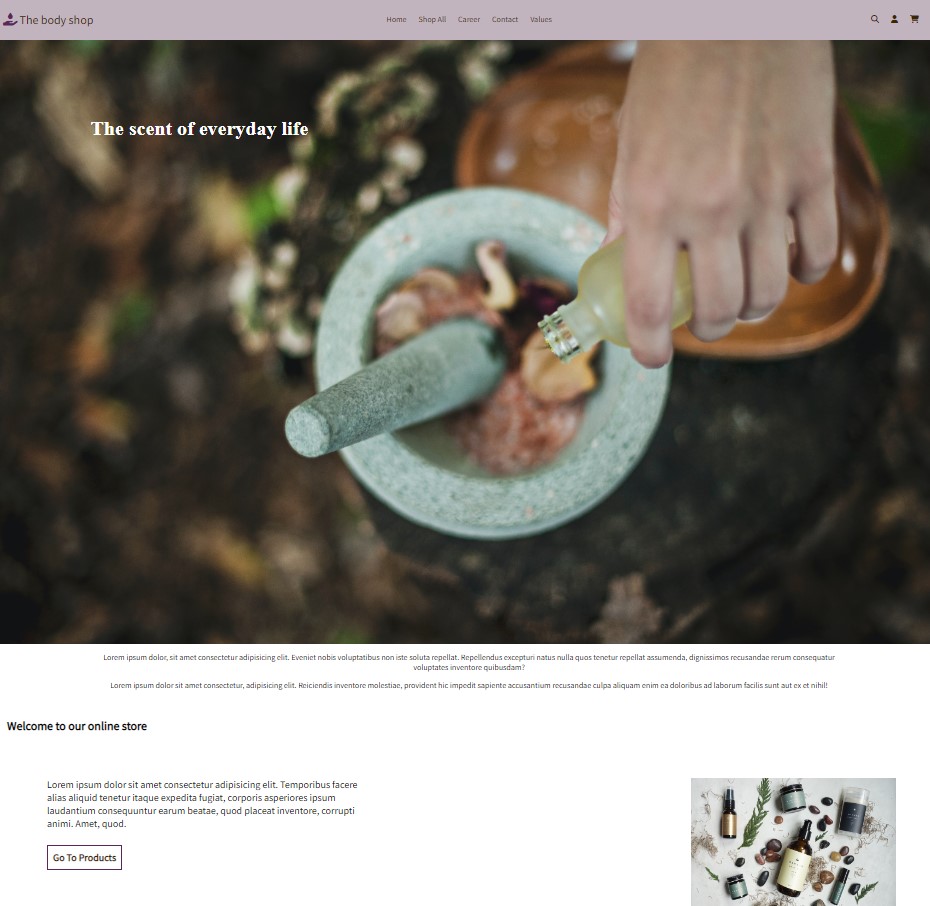 The body shop
Home Shop All Career Contact Values
The scent of everyday life
Lorem ipsum dolor, sit amet consectetur adipisicing elit. Eveniet nobis voluptatibus non iste soluta repellat. Repellendus excepturi natus nulla quos tenetur repellat assumenda, dignissimos recusandae rerum consequatur
voluptates inventore quibusdam?
Lorem ipsum dolor sit amet consectetur, adipisicing elit. Reiciendis inventore molestiae, provident hic impedit sapiente accusantium recusandae culpa aliquam enim ea doloribus ad laborum facilis sunt aut ex et nihil!
Welcome to our online store
Lorem ipsum dolor sit amet consectetur adipisicing elit. Temporibus facere
alias aliquid tenetur itaque expedita fugiat, corporis asperiores ipsum
laudantium consequuntur earum beatae, quod placeat inventore, corrupti
animi. Amet, quod.
Go To Products